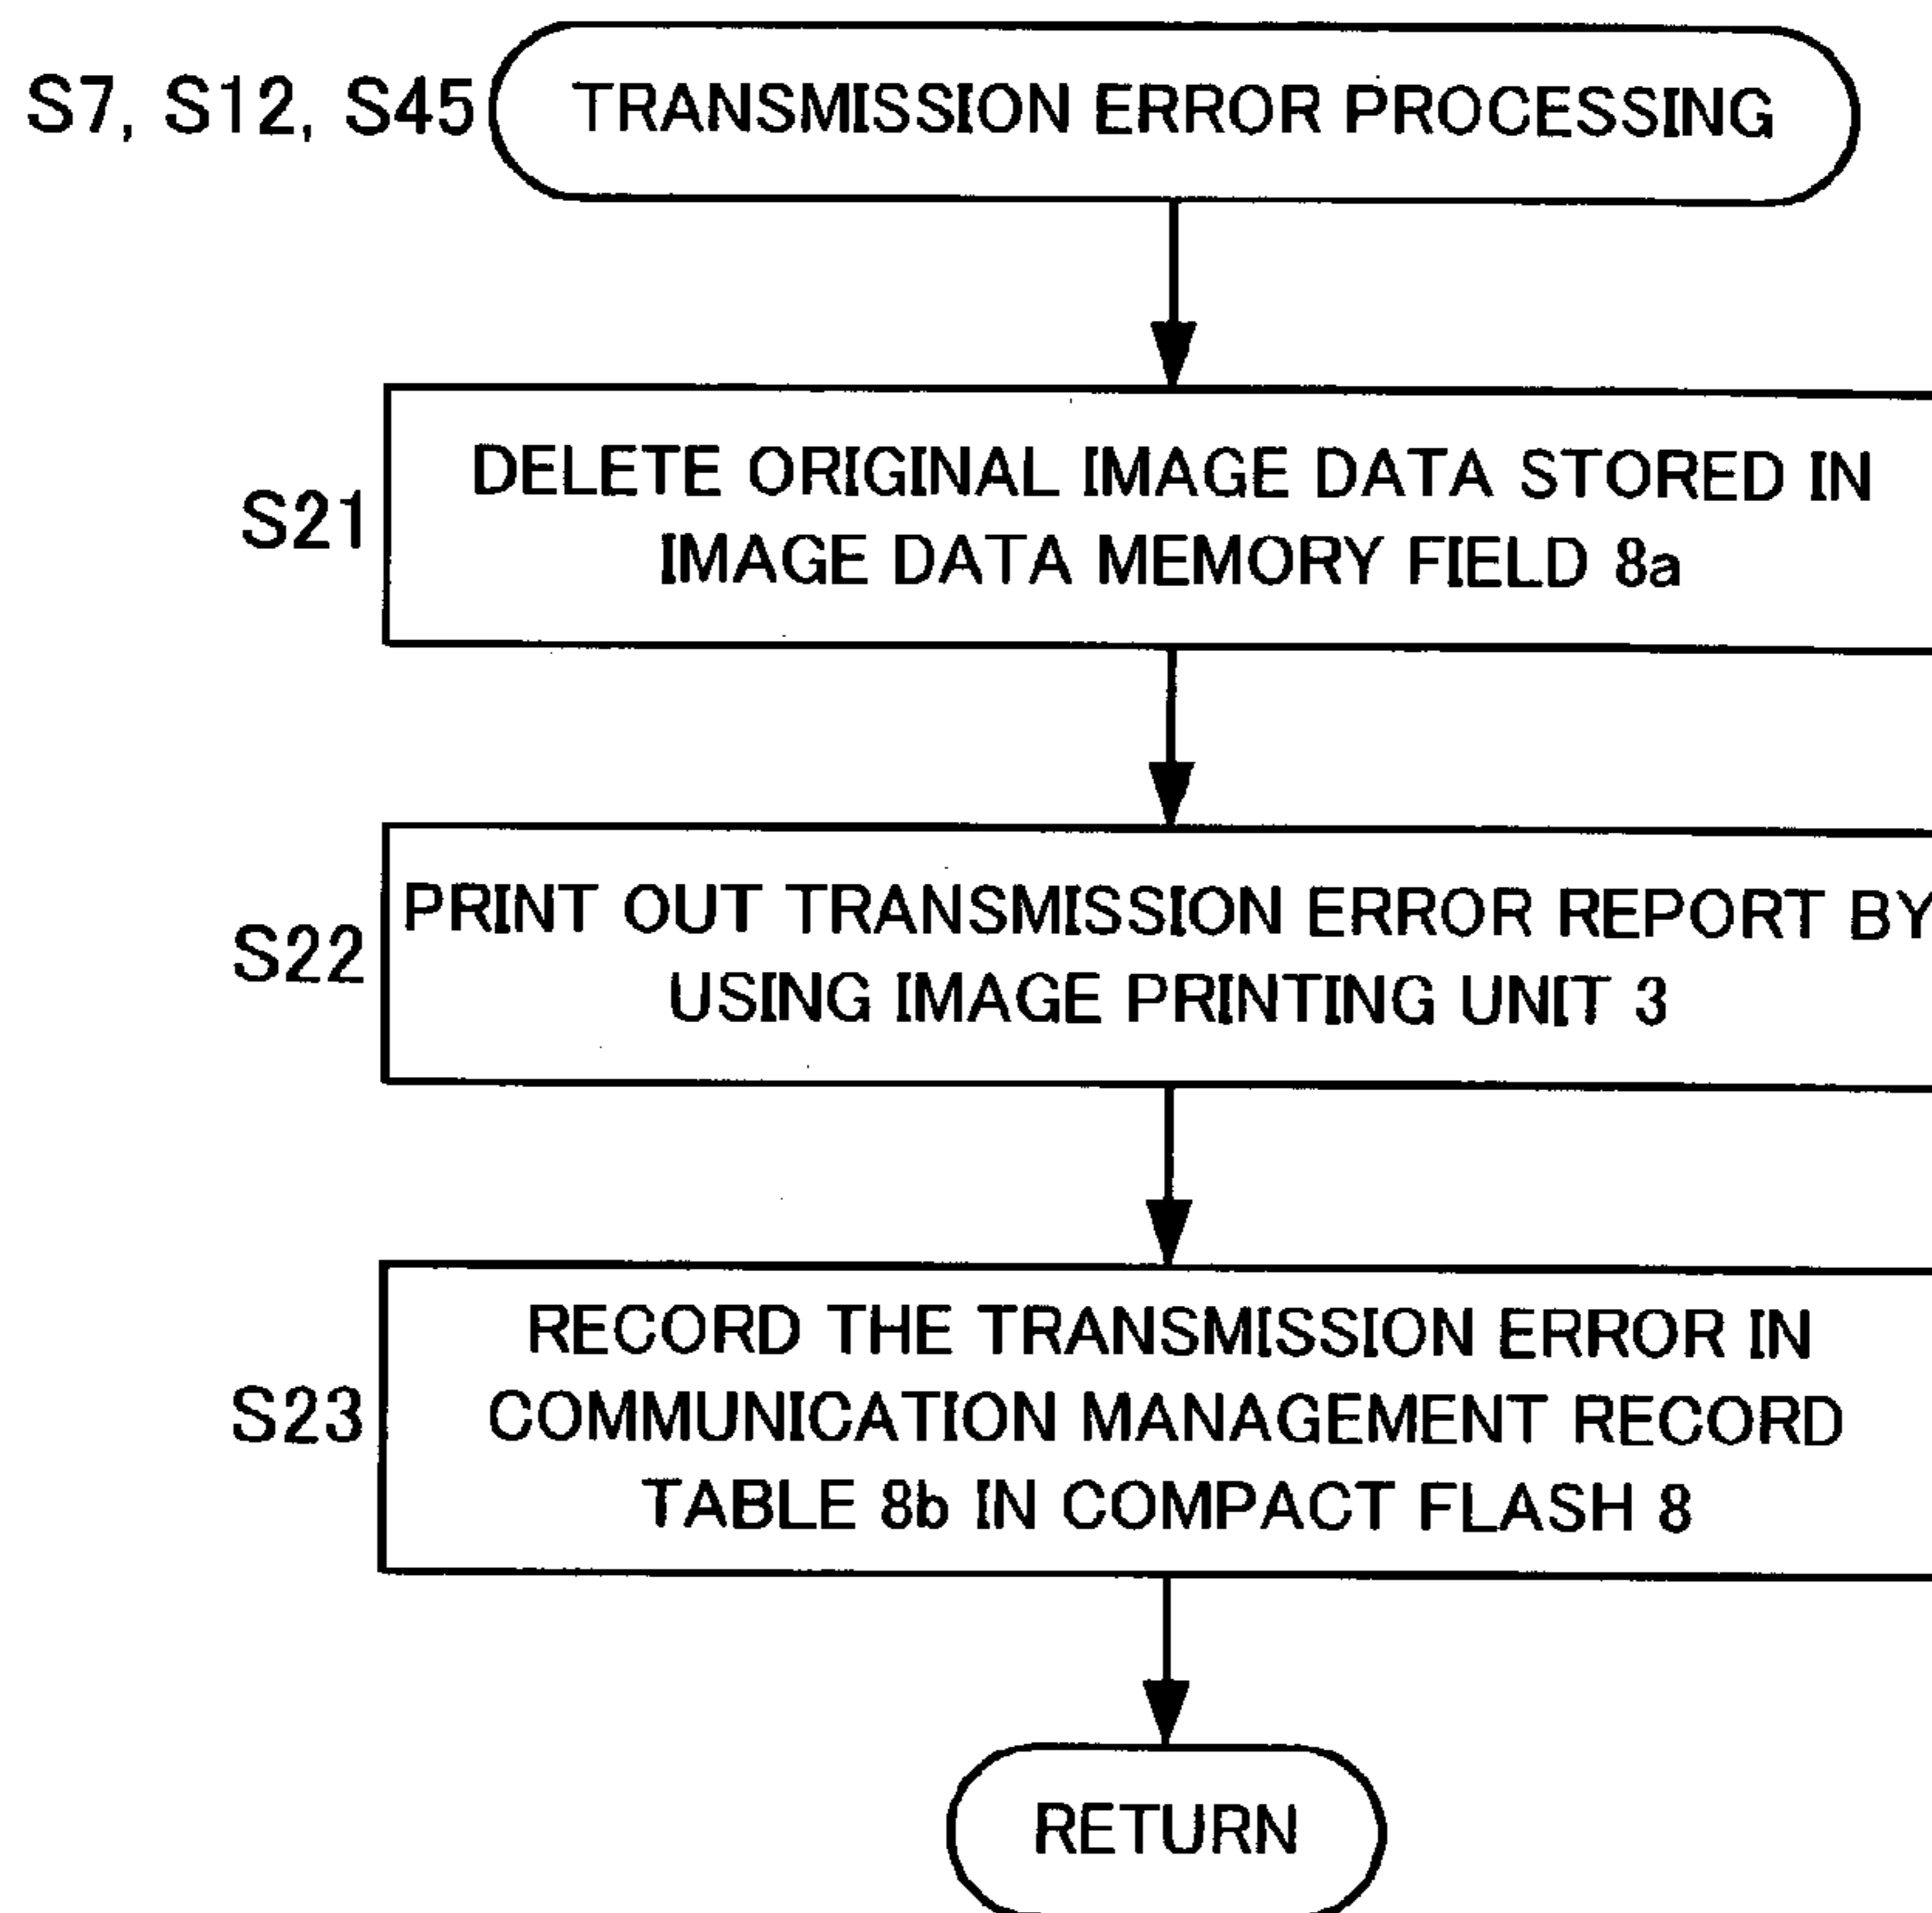 S7, S12, S45 TRANSMISSION ERROR PROCESSING
S21
DELETE ORIGINAL IMAGE DATA STORED IN
IMAGE DATA MEMORY FIELD 8a
S22
PRINT OUT TRANSMISSION ERROR REPORT BY
USING IMAGE PRINTING UNIT 3
S23
RECORD THE TRANSMISSION ERROR IN
COMMUNICATION MANAGEMENT RECORD
TABLE 8b IN COMPACT FLASH 8
RETURN